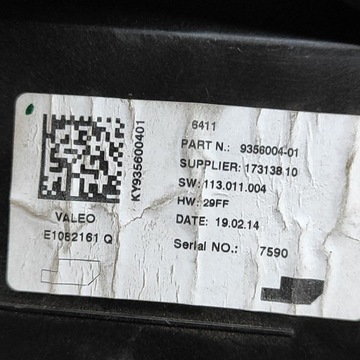 6411
PART N.: 9356004-01
SUPPLIER: 173138.10
SW: 113.011.004
HW: 29FF
DATE: 19.02.14
Serial NO.: 7590
KY935600401
VALEO
E1082161 Q